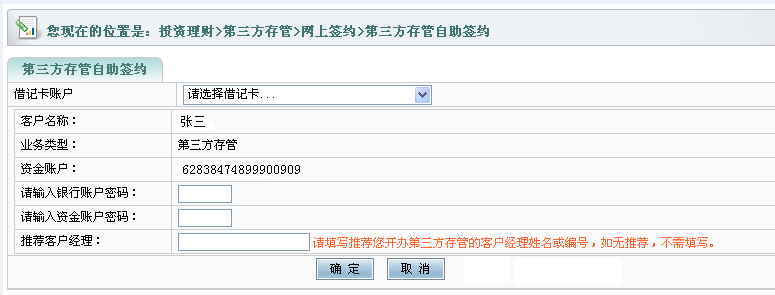 您现在的位置是：投资理财>第三方存管>网上签约>第三方存管自助签约
第三方存管自助签约
借记卡账户 请选择借记卡...
客户名称： 张三
业务类型： 第三方存管
资金账户： 62838474899900909
请输入银行账户密码：
请输入资金账户密码：
推荐客户经理： 请填写推荐您开办第三方存管的客户经理姓名或编号，如无推荐，不需填写。
确 定 取 消